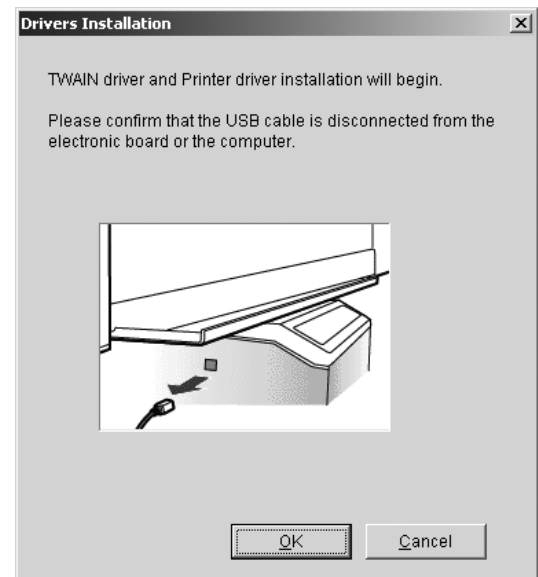 Drivers Installation
TWAIN driver and Printer driver installation will begin.
Please confirm that the USB cable is disconnected from the
electronic board or the computer.
OK
Cancel